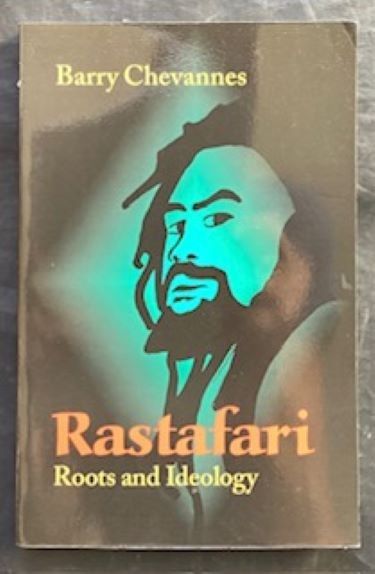 Barry Chevannes
Rastafari
Roots and Ideology